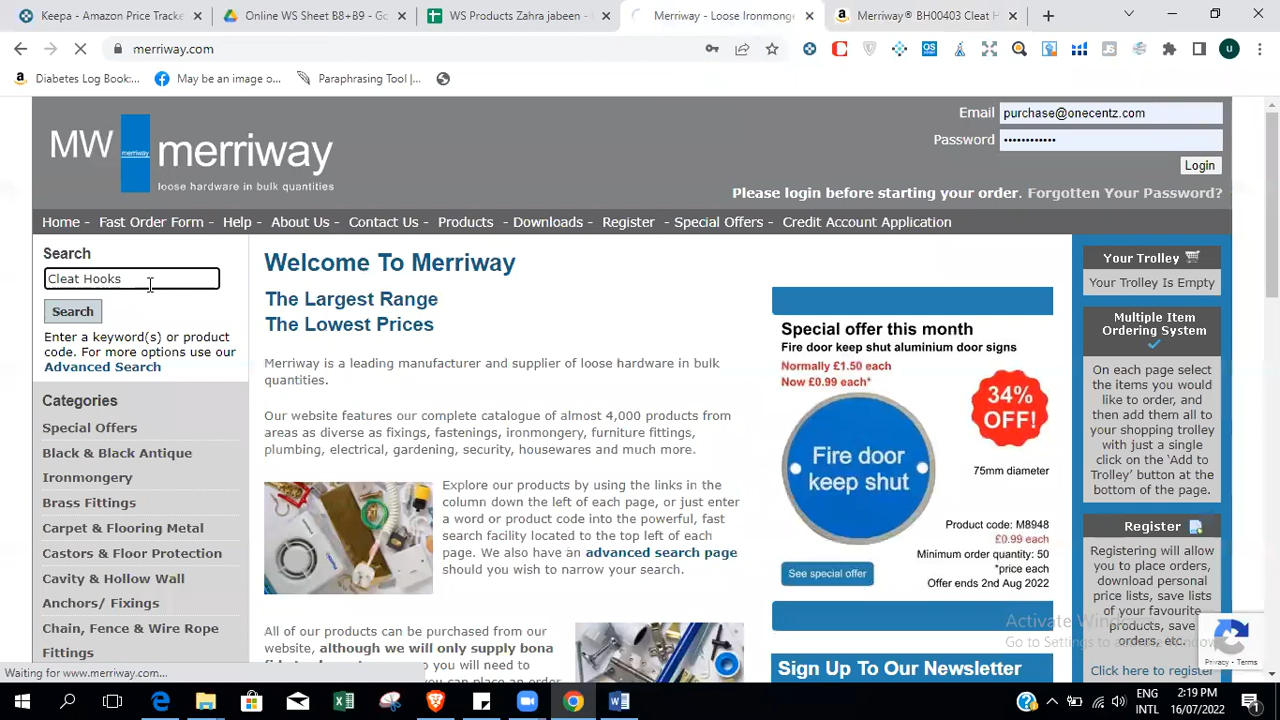 Keepa - Amazon Price Tracke
Online WS Sheet B8+B9 - Go
WS Products Zahra jabeen -
Merriway - Loose Ironmonge
Merriway® BH00403 Cleat H
merriway.com
Diabetes Log Book:...
May be an image o...
Paraphrasing Tool |...
MW merriway merriway
loose hardware in bulk quantities
Email purchase@onecentz.com
Password ••••••••••••
Login
Please login before starting your order. Forgotten Your Password?
Home - Fast Order Form - Help - About Us - Contact Us - Products - Downloads - Register - Special Offers - Credit Account Application
Search
Cleat Hooks
Search
Enter a keyword(s) or product
code. For more options use our
Advanced Search
Categories
Special Offers
Black & Black Antique
Ironmongery
Brass Fittings
Carpet & Flooring Metal
Castors & Floor Protection
Cavity & Hollow Wall
Anchors/ Fixings
Chain, Fence & Wire Rope
Fittings
Welcome To Merriway
The Largest Range
The Lowest Prices
Merriway is a leading manufacturer and supplier of loose hardware in bulk
quantities.
Our website features our complete catalogue of almost 4,000 products from
areas as diverse as fixings, fastenings, ironmongery, furniture fittings,
plumbing, electrical, gardening, security, housewares and much more.
Explore our products by using the links in the
column down the left of each page, or just enter
a word or product code into the powerful, fast
search facility located to the top left of each
page. We also have an advanced search page
should you wish to narrow your search.
All of our products can be purchased from our
website, although we will only supply bona
Special offer this month
Fire door keep shut aluminium door signs
Normally £1.50 each
Now £0.99 each*
34%
OFF!
Fire door
keep shut
75mm diameter
Product code: M8948
£0.99 each
Minimum order quantity: 50
*price each
Offer ends 2nd Aug 2022
See special offer
Sign Up To Our Newsletter
Your Trolley
Your Trolley Is Empty
Multiple Item
Ordering System
On each page select
the items you would
like to order, and
then add them all to
your shopping trolley
with just a single
click on the 'Add to
Trolley' button at the
bottom of the page.
Register
Registering will allow
you to place orders,
download personal
price lists, save lists
of your favourite
products, save
orders, etc.
Click here to register
Activate Windows
Go to Settings to activate Windows.
Privacy - Terms
Waiting for www.merriway.com...
ENG
INTL
2:19 PM
16/07/2022